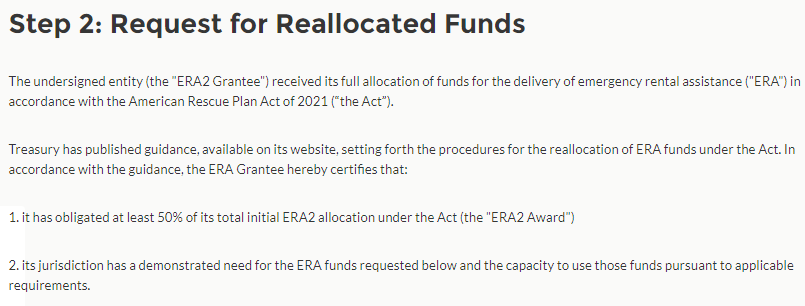 Step 2: Request for Reallocated Funds
The undersigned entity (the "ERA2 Grantee") received its full allocation of funds for the delivery of emergency rental assistance ("ERA") in
accordance with the American Rescue Plan Act of 2021 ("the Act").
Treasury has published guidance, available on its website, setting forth the procedures for the reallocation of ERA funds under the Act. In
accordance with the guidance, the ERA Grantee hereby certifies that:
1. it has obligated at least 50% of its total initial ERA2 allocation under the Act (the "ERA2 Award")
2. its jurisdiction has a demonstrated need for the ERA funds requested below and the capacity to use those funds pursuant to applicable
requirements.